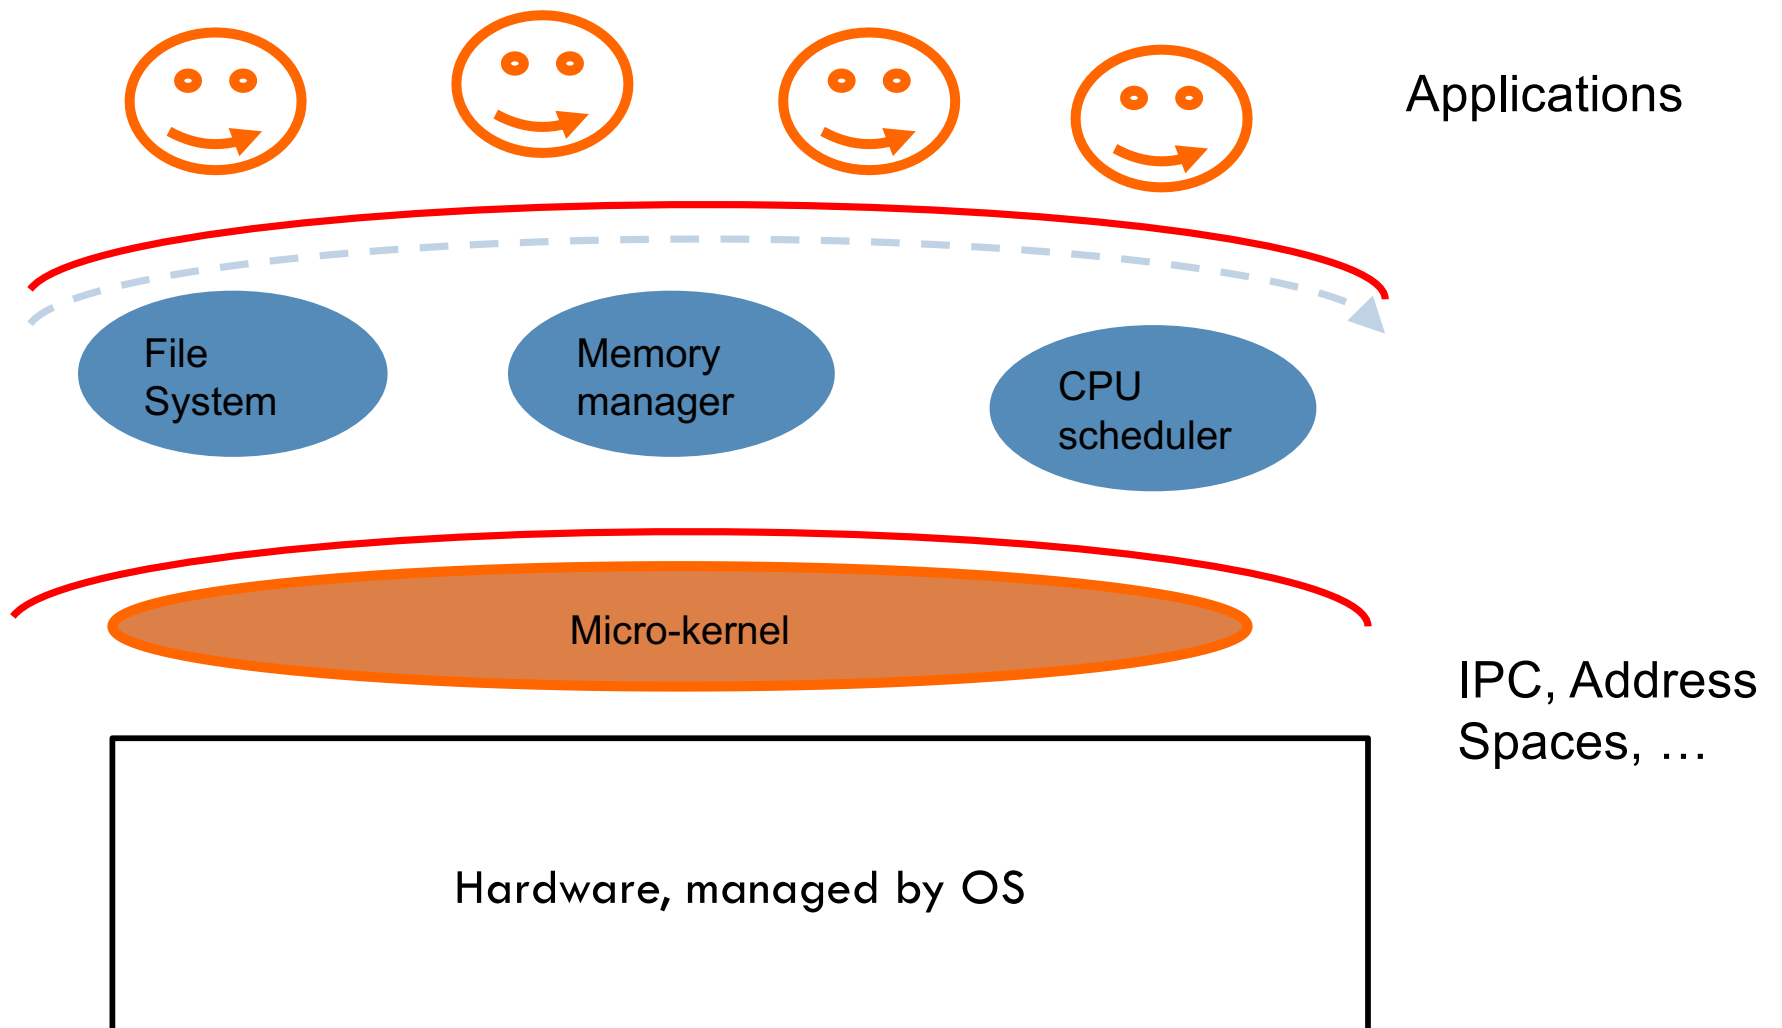 Applications
File
System
Memory
manager
CPU
scheduler
Micro-kernel
IPC, Address
Spaces, …
Hardware, managed by OS